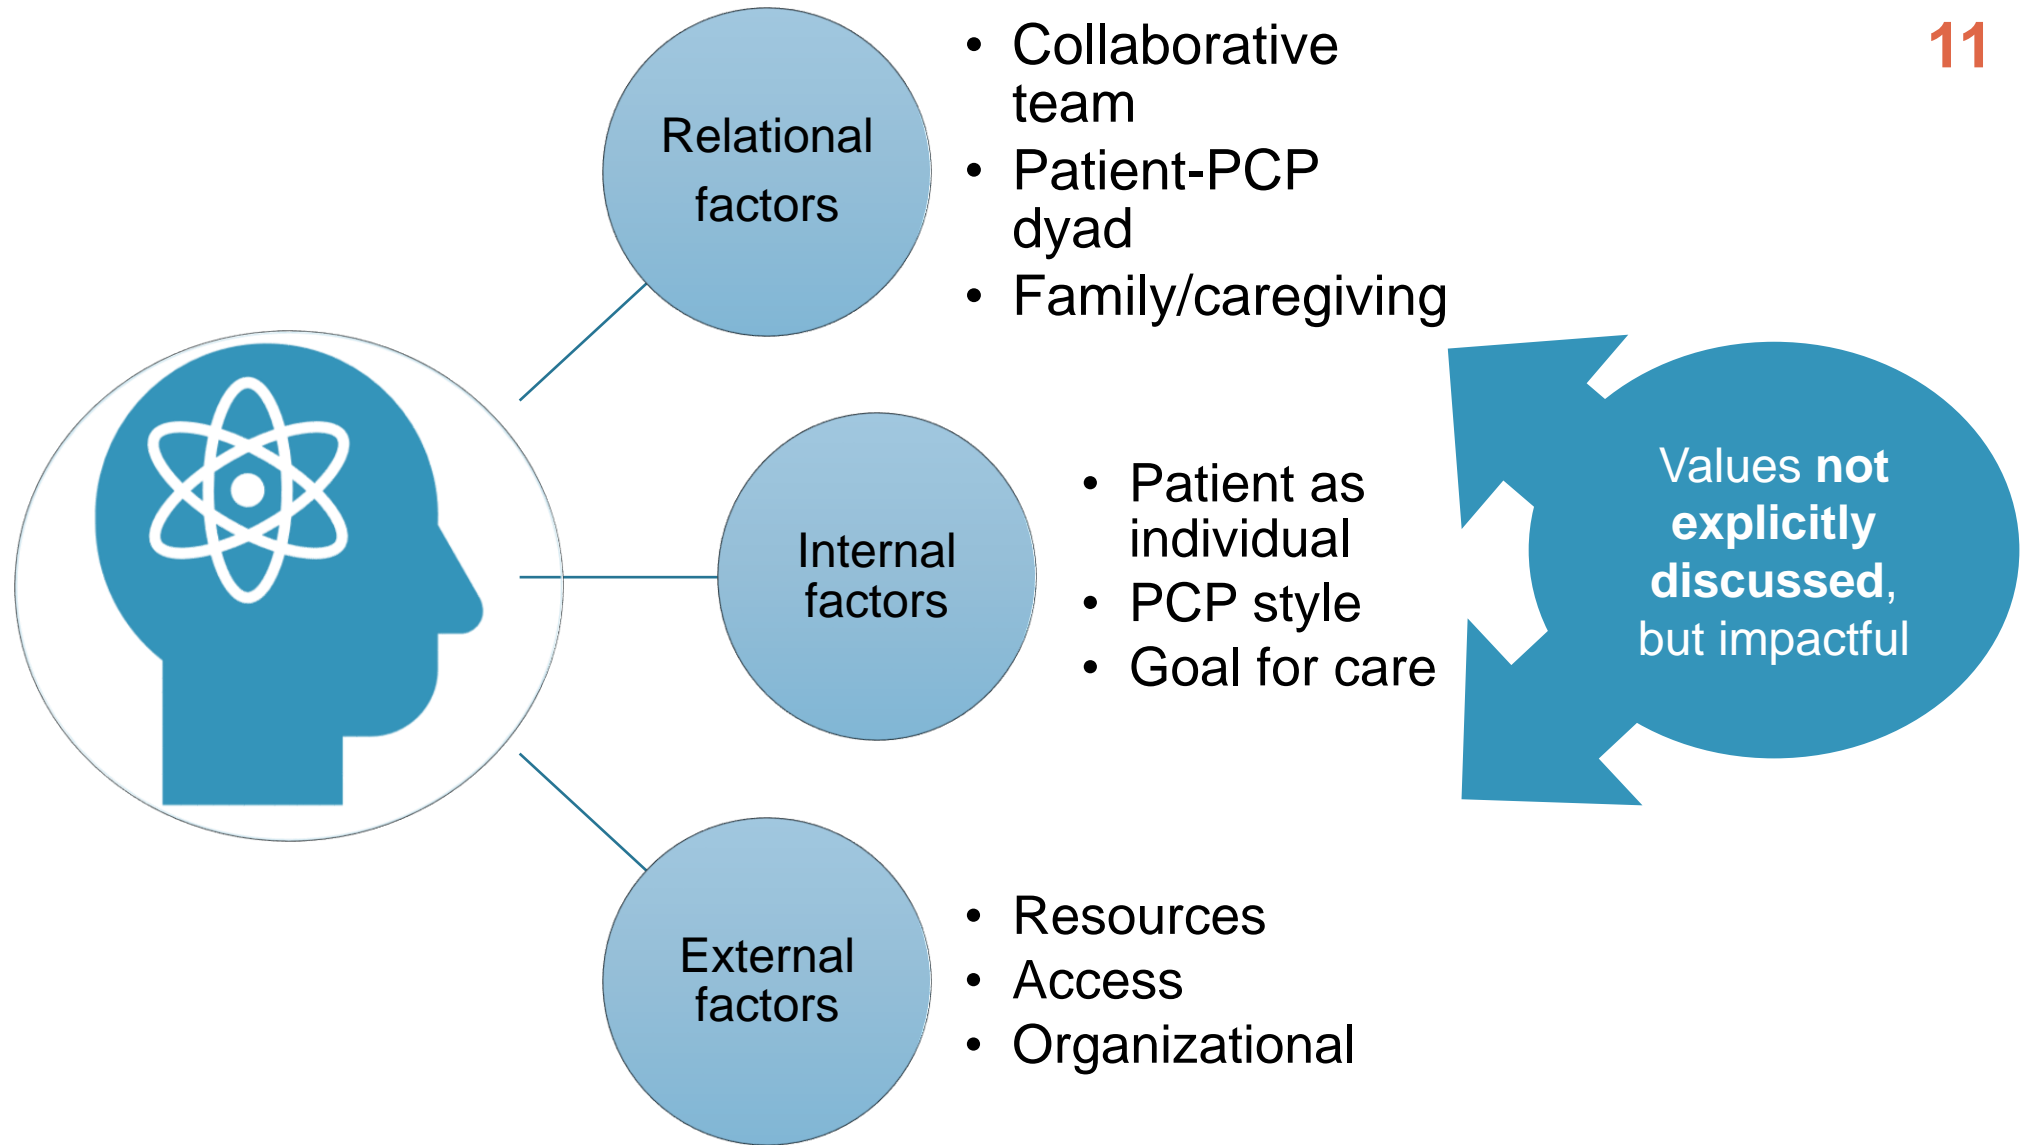 11
Relational
factors
• Collaborative
team
• Patient-PCP
dyad
• Family/caregiving
Internal
factors
• Patient as
individual
• PCP style
• Goal for care
Values not
explicitly
discussed,
but impactful
External
factors
• Resources
• Access
• Organizational